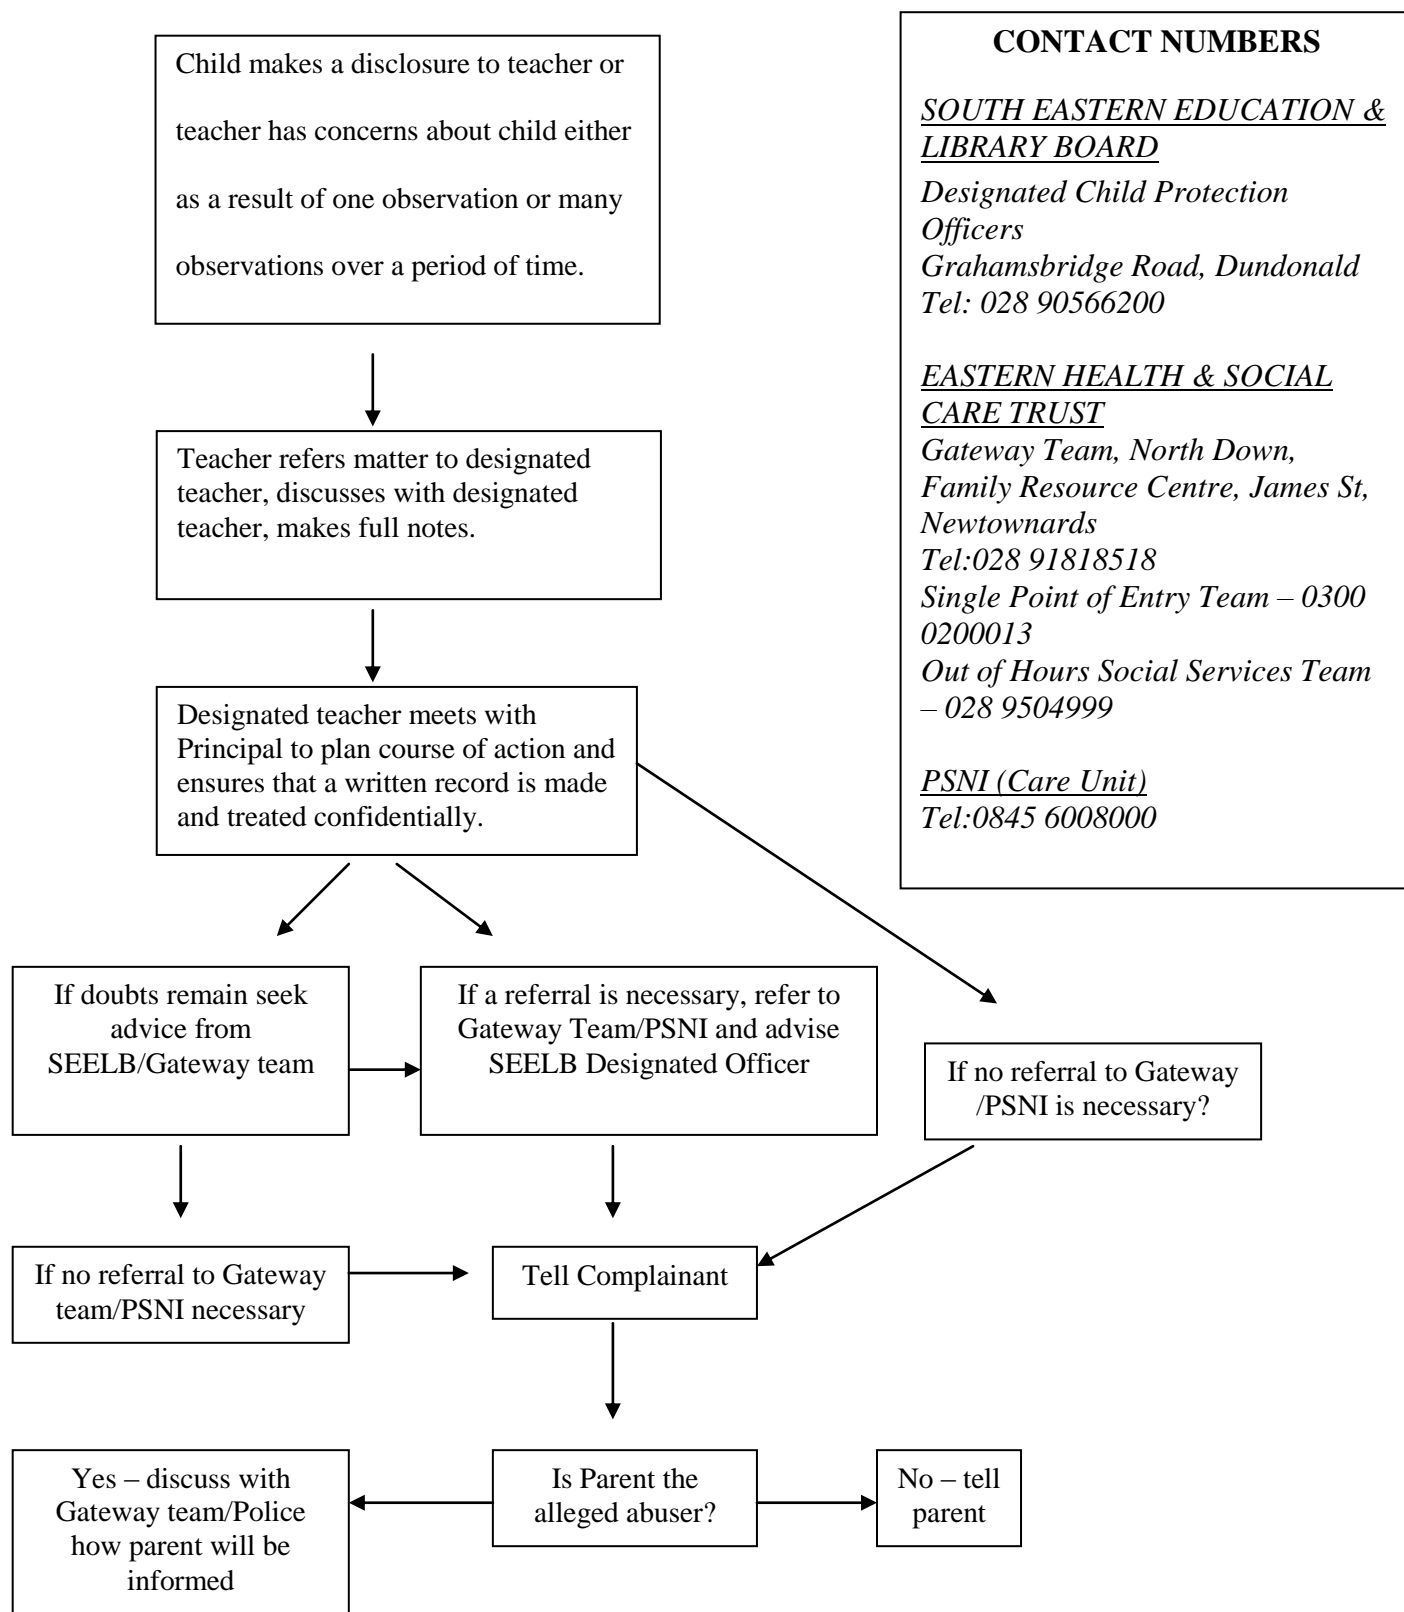 Child makes a disclosure to teacher or
teacher has concerns about child either
as a result of one observation or many
observations over a period of time.
Teacher refers matter to designated
teacher, discusses with designated
teacher, makes full notes.
Designated teacher meets with
Principal to plan course of action and
ensures that a written record is made
and treated confidentially.
If doubts remain seek
advice from
SEELB/Gateway team
If a referral is necessary, refer to
Gateway Team/PSNI and advise
SEELB Designated Officer
If no referral to Gateway
/PSNI is necessary?
If no referral to Gateway
team/PSNI necessary
Tell Complainant
Yes – discuss with
Gateway team/Police
how parent will be
informed
Is Parent the
alleged abuser?
No – tell
parent
CONTACT NUMBERS
SOUTH EASTERN EDUCATION &
LIBRARY BOARD
Designated Child Protection
Officers
Grahamsbridge Road, Dundonald
Tel: 028 90566200
EASTERN HEALTH & SOCIAL
CARE TRUST
Gateway Team, North Down,
Family Resource Centre, James St,
Newtownards
Tel:028 91818518
Single Point of Entry Team – 0300
0200013
Out of Hours Social Services Team
– 028 9504999
PSNI (Care Unit)
Tel:0845 6008000